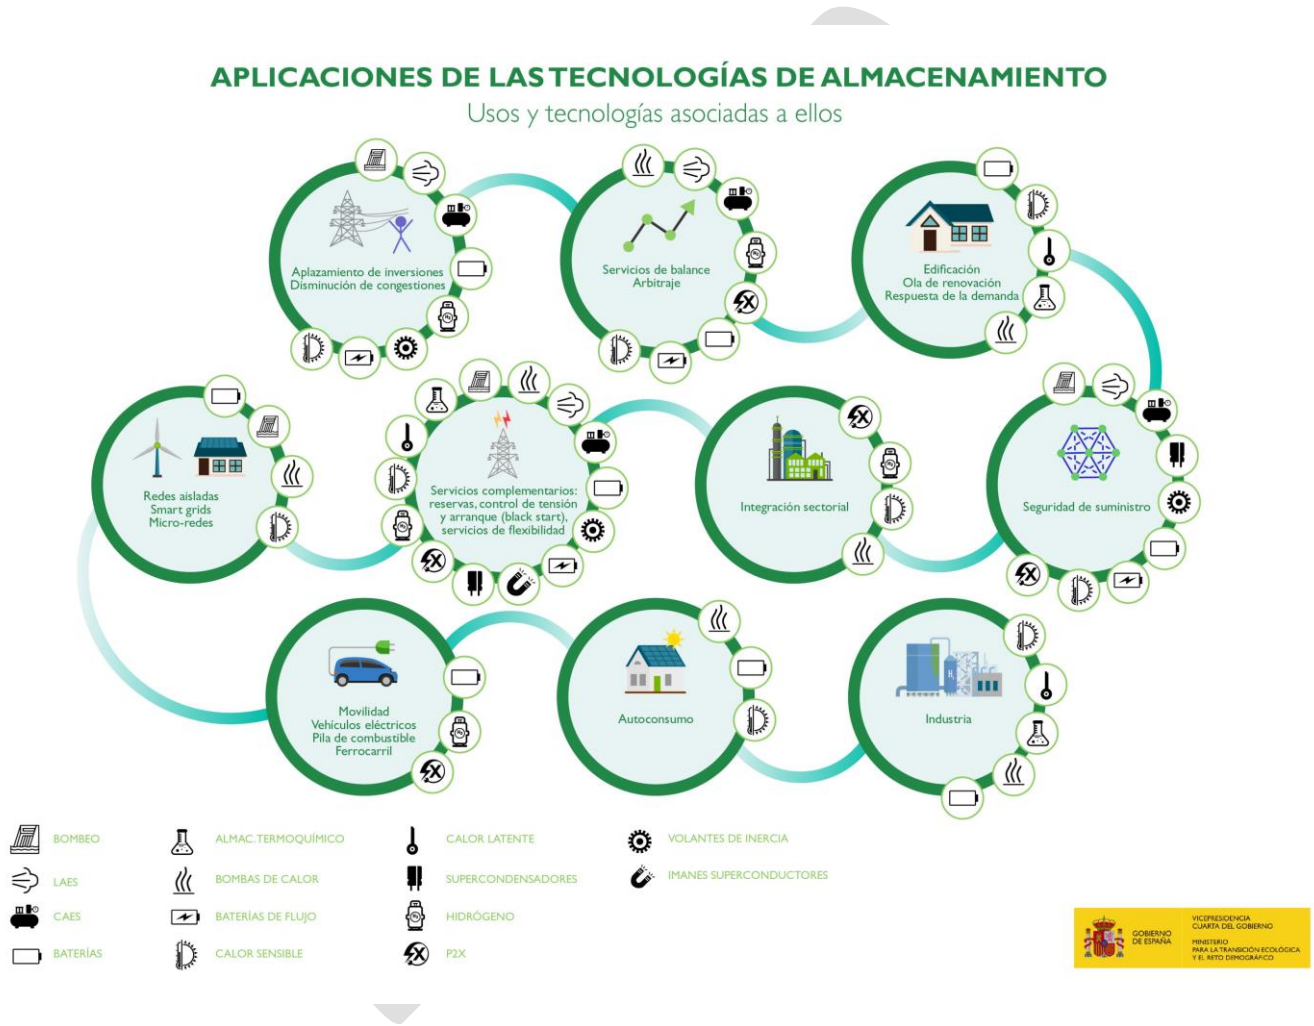 APLICACIONES DE LAS TECNOLOGÍAS DE ALMACENAMIENTO
Usos y tecnologías asociadas a ellos
Aplazamiento de inversiones
Disminución de congestiones
Servicios de balance
Arbitraje
Edificación
Ola de renovación
Respuesta de la demanda
Redes aisladas
Smart grids
Micro-redes
Servicios complementarios:
reservas, control de tensión
y arranque (black start),
servicios de flexibilidad
Integración sectorial
Seguridad de suministro
Movilidad
Vehículos eléctricos
Pila de combustible
Ferrocarril
Autoconsumo
Industria
BOMBEO
LAES
CAES
BATERÍAS
ALMAC. TERMOQUÍMICO
BOMBAS DE CALOR
BATERÍAS DE FLUJO
CALOR SENSIBLE
CALOR LATENTE
SUPERCONDENSADORES
HIDRÓGENO
P2X
VOLANTES DE INERCIA
IMANES SUPERCONDUCTORES
GOBIERNO
DE ESPAÑA
VICEPRESIDENCIA
CUARTA DEL GOBIERNO
MINISTERIO
PARA LA TRANSICIÓN ECOLÓGICA
Y EL RETO DEMOGRÁFICO